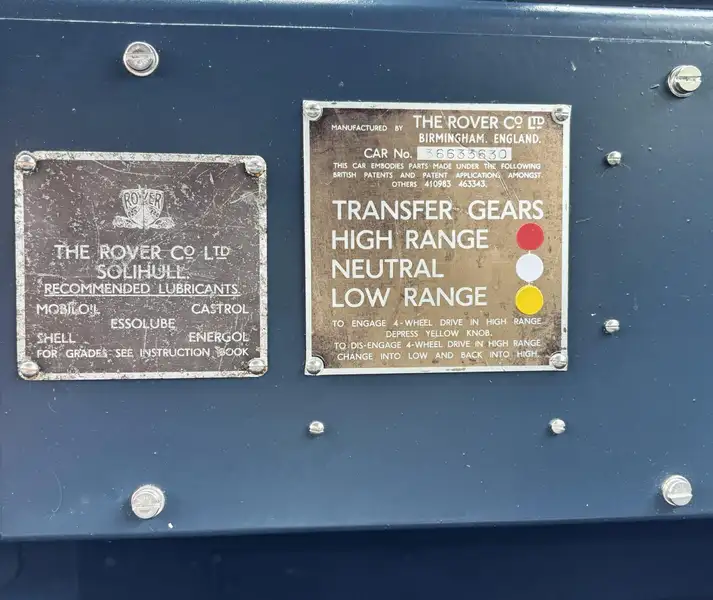 ROVER
THE ROVER Co LTD
SOLIHULL.
RECOMMENDED LUBRICANTS.
MOBILOIL CASTROL
ESSOLUBE
SHELL ENERGOL
FOR GRADES SEE INSTRUCTION BOOK
MANUFACTURED BY THE ROVER Co LTD
BIRMINGHAM. ENGLAND.
CAR No. 36633630
THIS CAR EMBODIES PARTS MADE UNDER THE FOLLOWING
BRITISH PATENTS AND PATENT APPLICATION, AMONGST
OTHERS 410983 463343.
TRANSFER GEARS
HIGH RANGE
NEUTRAL
LOW RANGE
TO ENGAGE 4-WHEEL DRIVE IN HIGH RANGE
DEPRESS YELLOW KNOB.
TO DIS-ENGAGE 4-WHEEL DRIVE IN HIGH RANGE
CHANGE INTO LOW AND BACK INTO HIGH.